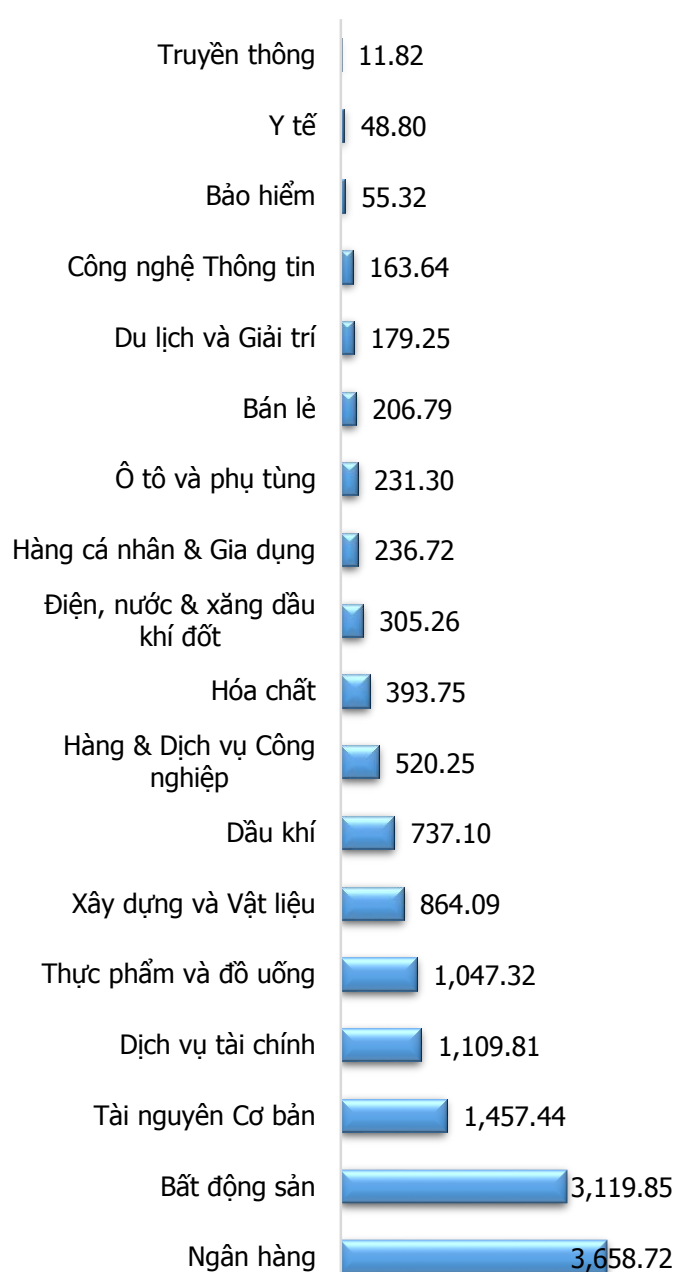 Truyền thông 11.82
Y tế 48.80
Bảo hiểm 55.32
Công nghệ Thông tin 163.64
Du lịch và Giải trí 179.25
Bán lẻ 206.79
Ô tô và phụ tùng 231.30
Hàng cá nhân & Gia dụng 236.72
Điện, nước & xăng dầu
khí đốt 305.26
Hóa chất 393.75
Hàng & Dịch vụ Công
nghiệp 520.25
Dầu khí 737.10
Xây dựng và Vật liệu 864.09
Thực phẩm và đồ uống 1,047.32
Dịch vụ tài chính 1,109.81
Tài nguyên Cơ bản 1,457.44
Bất động sản 3,119.85
Ngân hàng 3,658.72